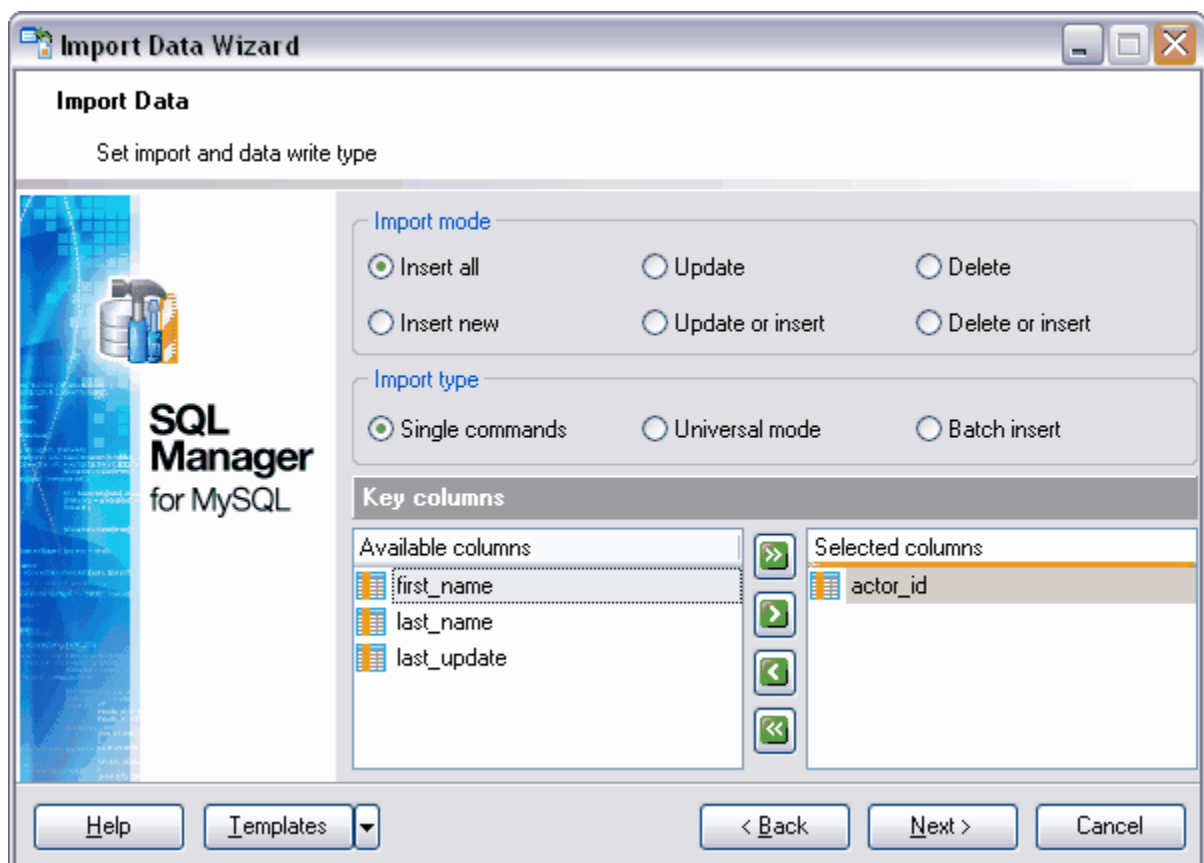 Import Data Wizard
Import Data
Set import and data write type
SQL
Manager
for MySQL
Import mode
Insert all Update Delete
Insert new Update or insert Delete or insert
Import type
Single commands Universal mode Batch insert
Key columns
Available columns
first_name
last_name
last_update
Selected columns
actor_id
Help Templates < Back Next > Cancel